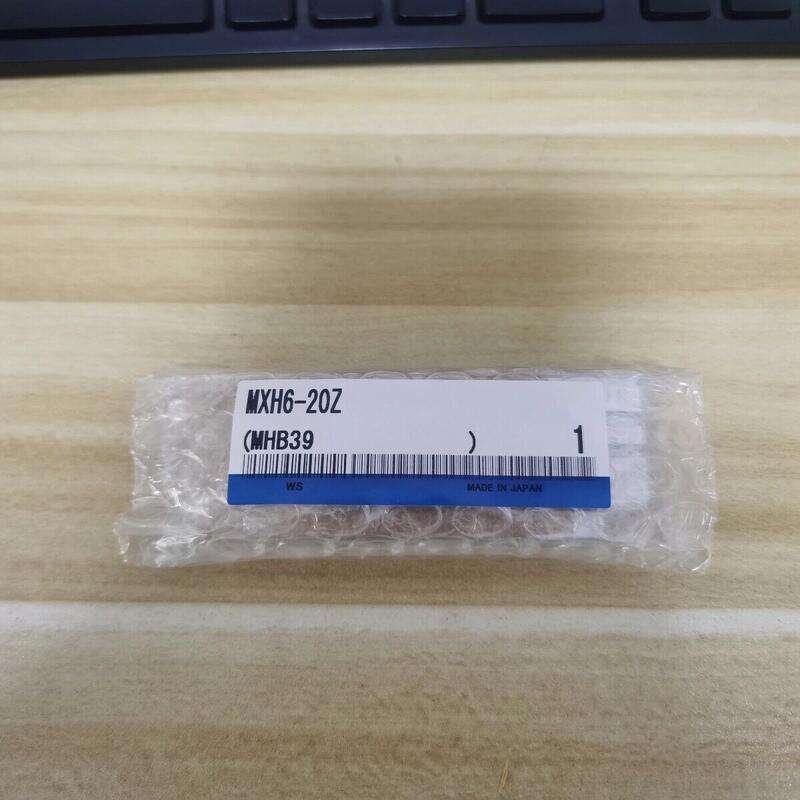 MXH6-20Z
(MHB39 ) 1
WS MADE IN JAPAN